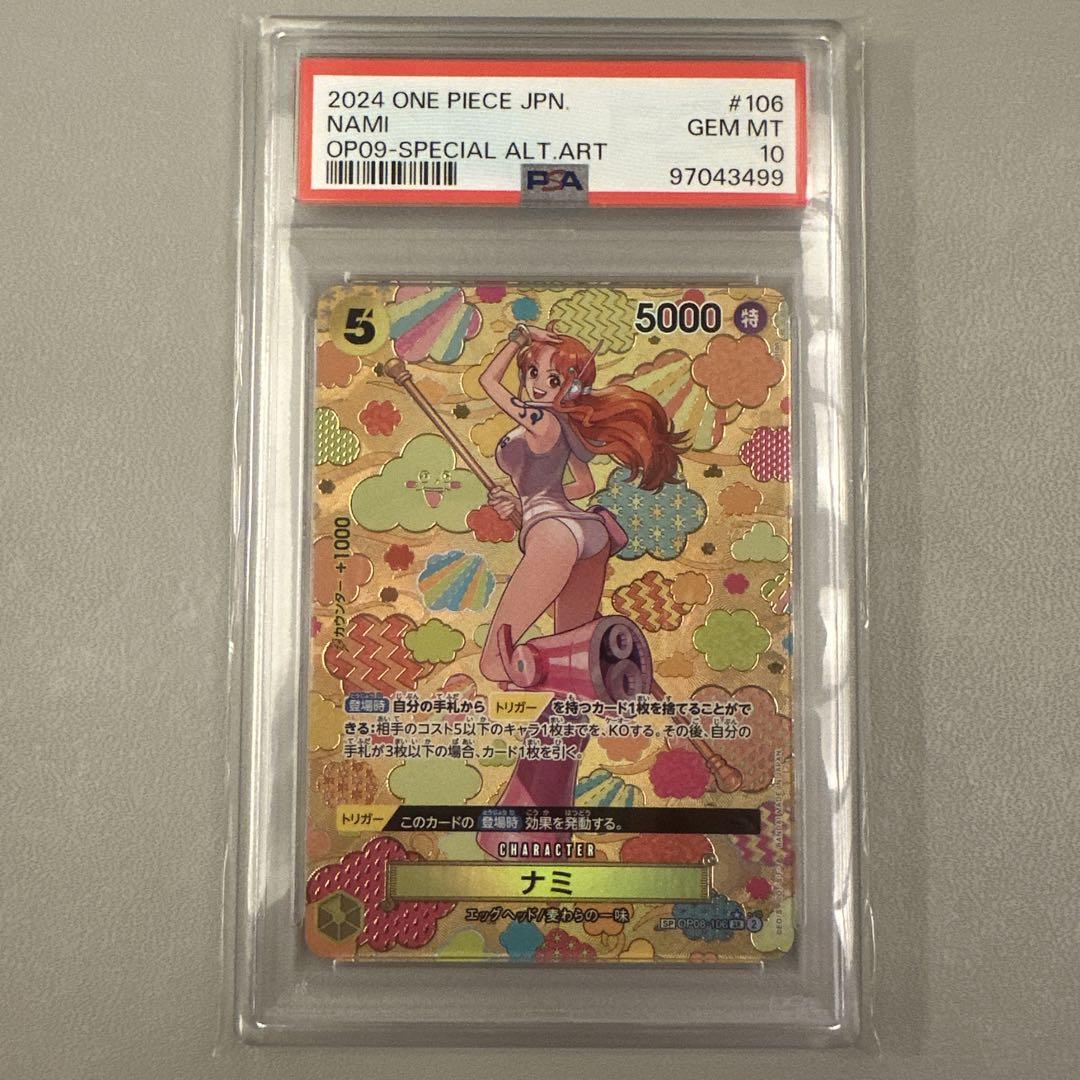 2024 ONE PIECE JPN. #106
NAMI GEM MT
OP09-SPECIAL ALT.ART 10
PSA 97043499
5 5000 特
カウンター +1000
登場時 自分の手札から トリガー を持つカード1枚を捨てることがで
きる:相手のコスト5以下のキャラ1枚までを、KOする。その後、自分の
手札が3枚以下の場合、カード1枚を引く。
トリガー このカードの 登場時 効果を発動する。
CHARACTER
ナミ
エッグヘッド/麦わらの一味
SP OP08-106 SR 2